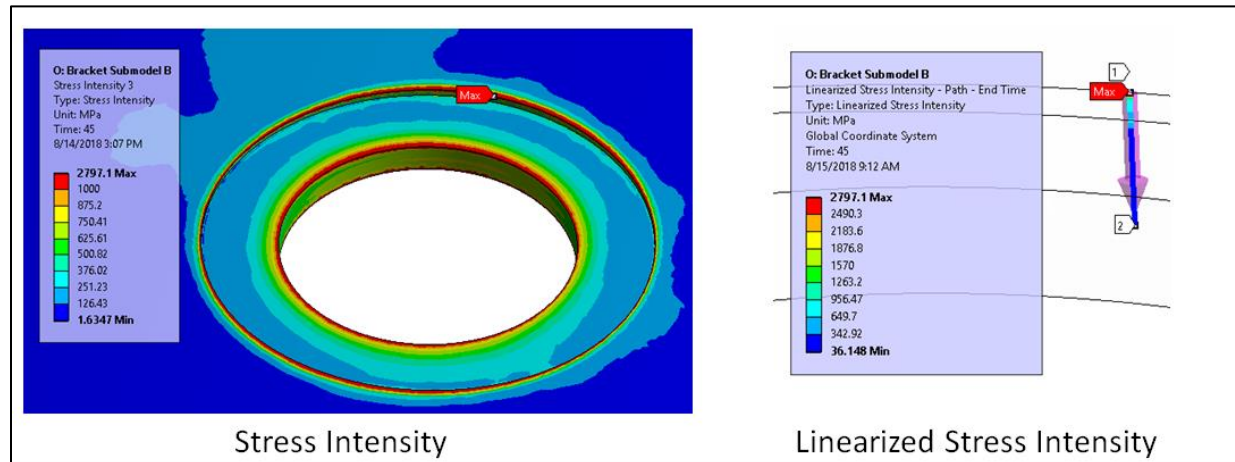 O: Bracket Submodel B
Stress Intensity 3
Type: Stress Intensity
Unit: MPa
Time: 45
8/14/2018 3:07 PM
2797.1 Max
1000
875.2
750.41
625.61
500.82
376.02
251.23
126.43
1.6347 Min
Max
Stress Intensity
O: Bracket Submodel B
Linearized Stress Intensity - Path - End Time
Type: Linearized Stress Intensity
Unit: MPa
Global Coordinate System
Time: 45
8/15/2018 9:12 AM
2797.1 Max
2490.3
2183.6
1876.8
1570
1263.2
956.47
649.7
342.92
36.148 Min
1
Max
2
Linearized Stress Intensity